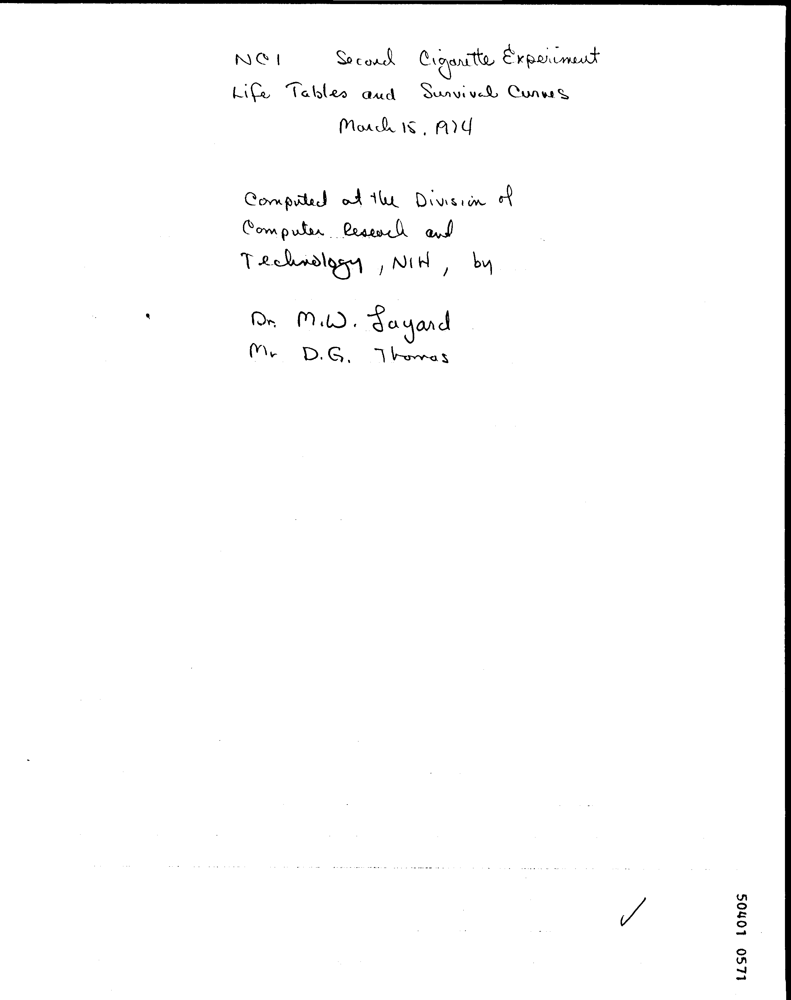 NCI Second Cigarette Experiment
Life Tables and Survival Curves
March 15, 1974
Computed at the Division of
Computer Research and
Technology, NIH, by
Dr. M.W. Layard
Mr D.G. Thomas
50401 0571